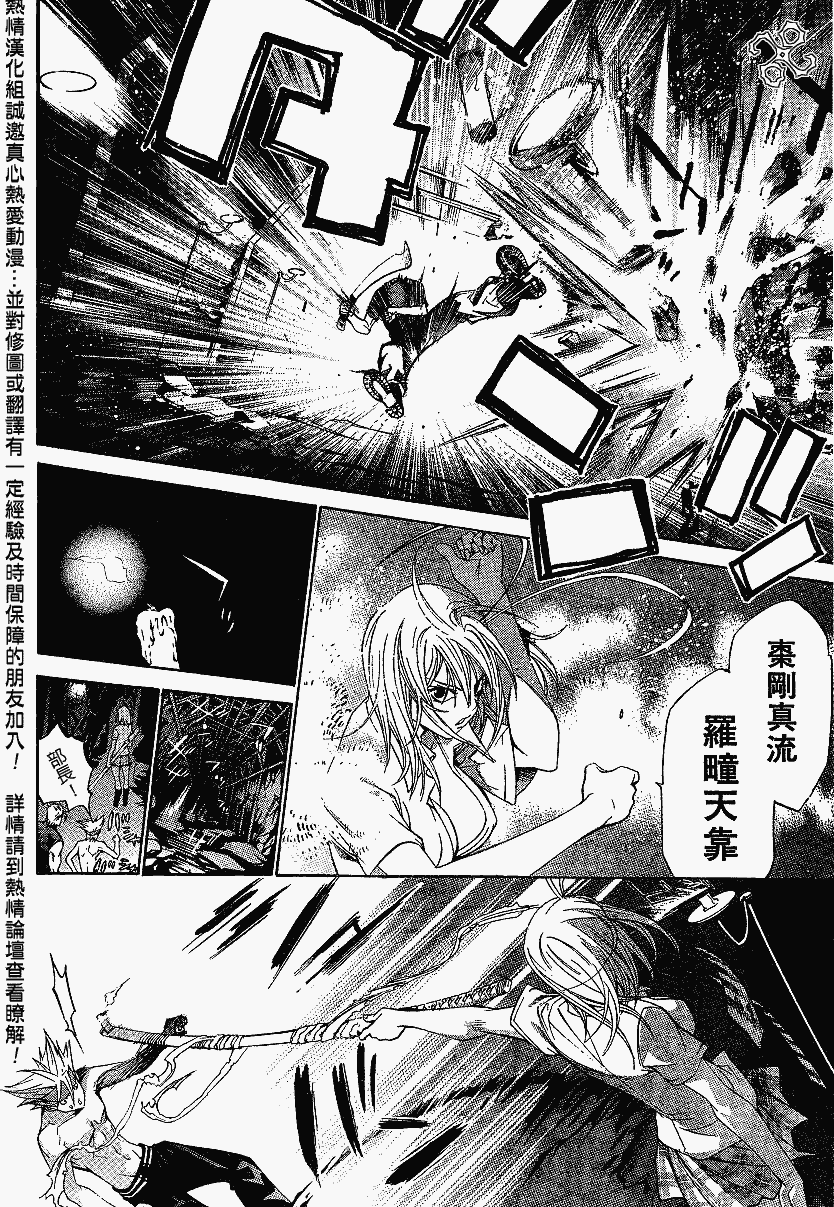 熱情漢化組誠邀真心熱愛動漫…並對修圖或翻譯有一定經驗及時間保障的朋友加入！ 詳情請到熱情論壇查看瞭解！
棗剛真流
羅疃天靠
部長！